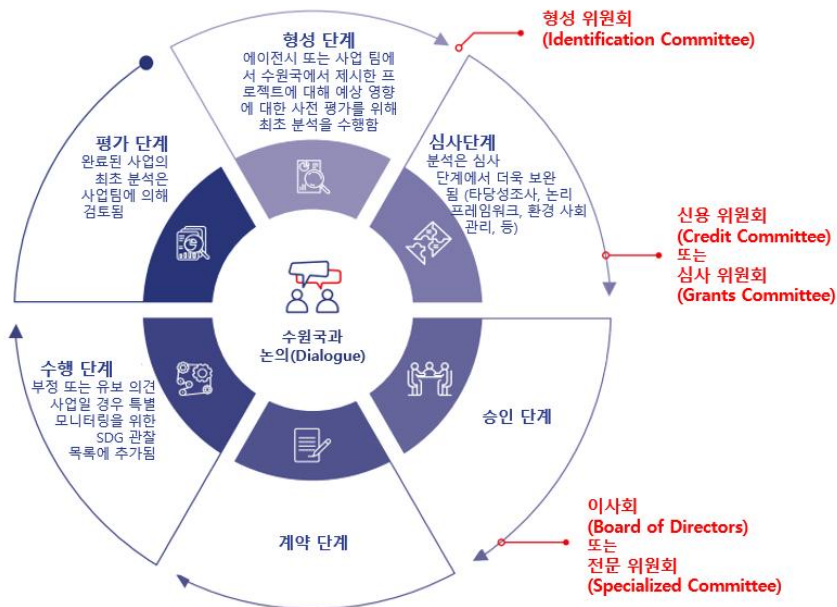 형성 단계
에이전시 또는 사업 팀에
서 수원국에서 제시한 프
로젝트에 대해 예상 영향
에 대한 사전 평가를 위해
최초 분석을 수행함
형성 위원회
(Identification Committee)
심사단계
분석은 심사
단계에서 더욱 보완
됨 (타당성조사, 논리
프레임워크, 환경 사회
관리, 등)
신용 위원회
(Credit Committee)
또는
심사 위원회
(Grants Committee)
승인 단계
이사회
(Board of Directors)
또는
전문 위원회
(Specialized Committee)
계약 단계
수행 단계
부정 또는 유보 의견
사업일 경우 특별
모니터링을 위한
SDG 관찰
목록에 추가됨
평가 단계
완료된 사업의
최초 분석은
사업팀에 의해
검토됨
수원국과
논의(Dialogue)